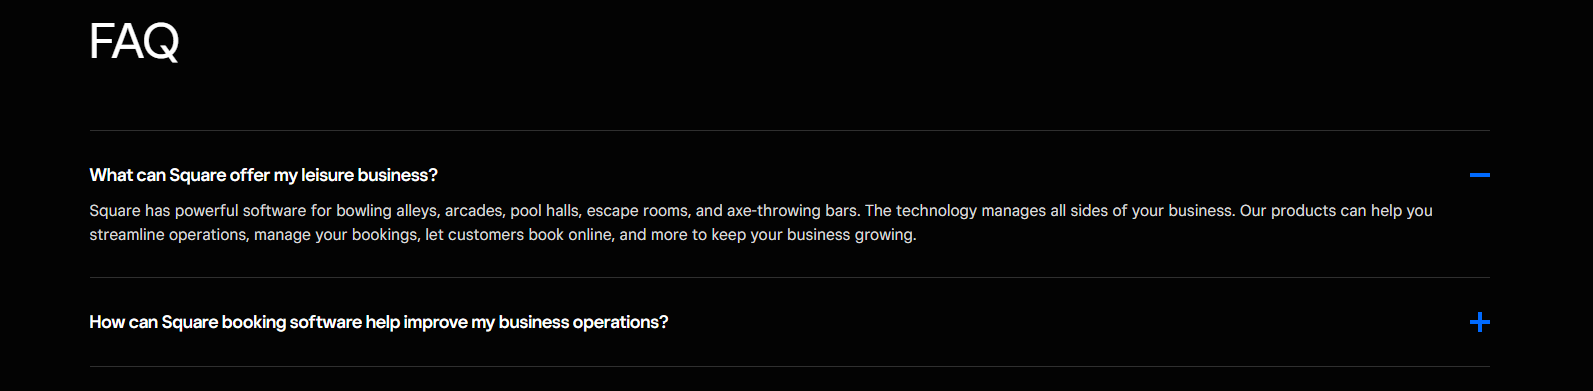 FAQ
What can Square offer my leisure business?
Square has powerful software for bowling alleys, arcades, pool halls, escape rooms, and axe-throwing bars. The technology manages all sides of your business. Our products can help you
streamline operations, manage your bookings, let customers book online, and more to keep your business growing.
How can Square booking software help improve my business operations?